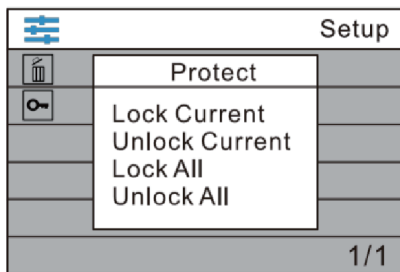 Setup
Protect
Lock Current
Unlock Current
Lock All
Unlock All
1/1